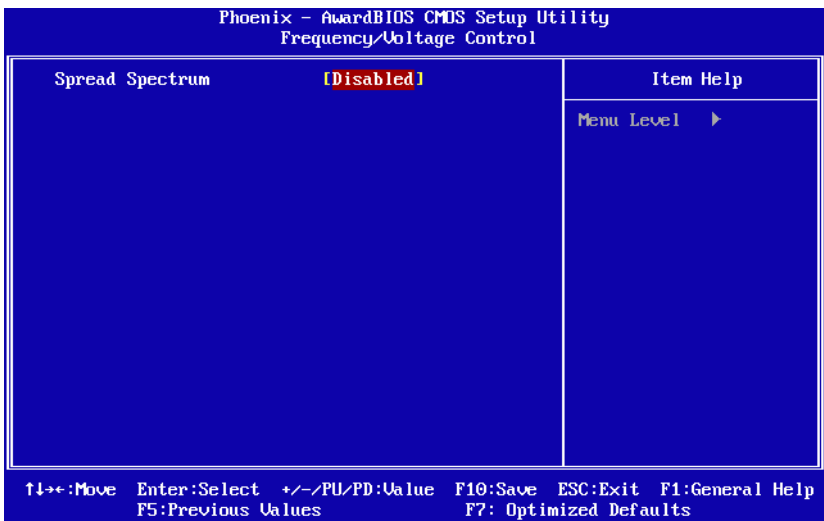 Phoenix - AwardBIOS CMOS Setup Utility
Frequency/Voltage Control
Spread Spectrum [Disabled]
Item Help
Menu Level ▶
↑↓→←:Move Enter:Select +/-/PU/PD:Value F10:Save ESC:Exit F1:General Help
F5:Previous Values F7: Optimized Defaults